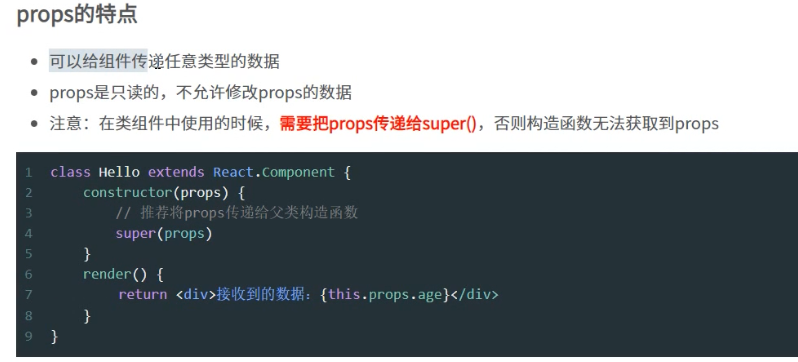 props的特点
可以给组件传递任意类型的数据
props是只读的，不允许修改props的数据
注意：在类组件中使用的时候，需要把props传递给super()，否则构造函数无法获取到props
1 class Hello extends React.Component {
2     constructor(props) {
3         // 推荐将props传递给父类构造函数
4         super(props)
5     }
6     render() {
7         return <div>接收到的数据：{this.props.age}</div>
8     }
9 }